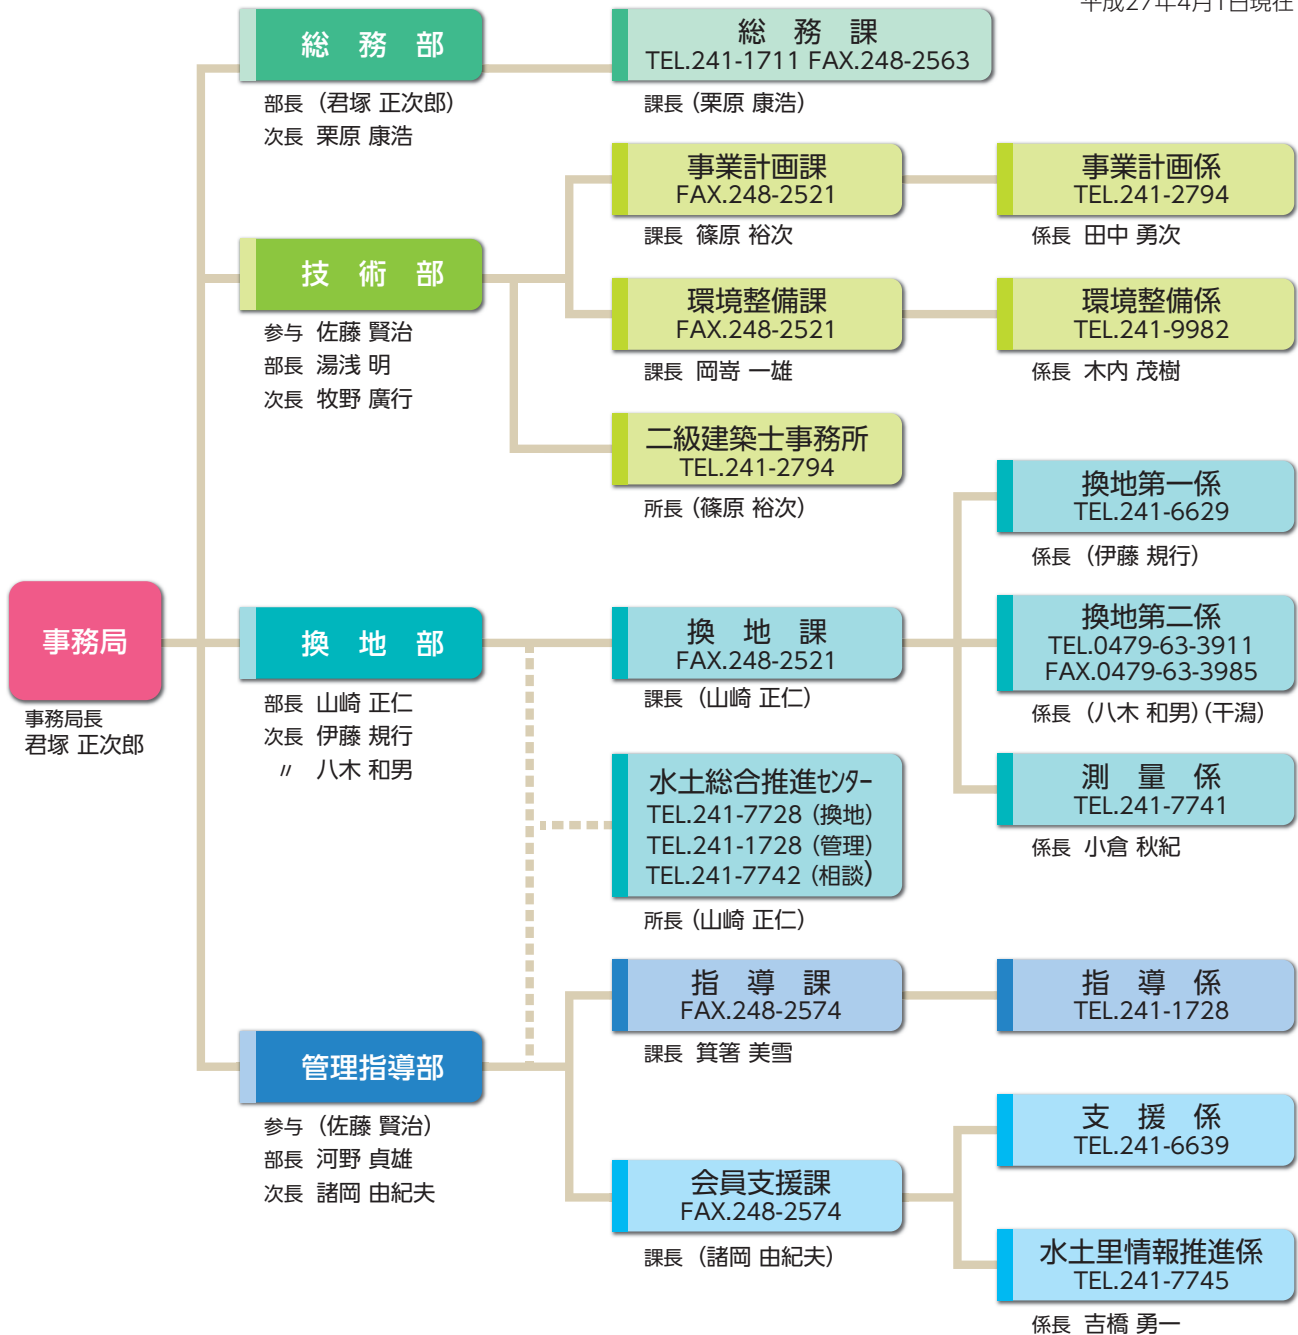 平成27年4月1日現在
総務部
部長（君塚 正次郎）
次長 栗原 康浩
総務課
TEL.241-1711 FAX.248-2563
課長（栗原 康浩）
技術部
参与 佐藤 賢治
部長 湯浅 明
次長 牧野 廣行
事業計画課
FAX.248-2521
課長 篠原 裕次
事業計画係
TEL.241-2794
係長 田中 勇次
環境整備課
FAX.248-2521
課長 岡嵜 一雄
環境整備係
TEL.241-9982
係長 木内 茂樹
二級建築士事務所
TEL.241-2794
所長（篠原 裕次）
事務局
事務局長
君塚 正次郎
換地部
部長 山崎 正仁
次長 伊藤 規行
〃 八木 和男
換地課
FAX.248-2521
課長（山崎 正仁）
換地第一係
TEL.241-6629
係長（伊藤 規行）
換地第二係
TEL.0479-63-3911
FAX.0479-63-3985
係長（八木 和男）（干潟）
測量係
TEL.241-7741
係長 小倉 秋紀
水土総合推進ｾﾝﾀｰ
TEL.241-7728（換地）
TEL.241-1728（管理）
TEL.241-7742（相談）
所長（山崎 正仁）
管理指導部
参与（佐藤 賢治）
部長 河野 貞雄
次長 諸岡 由紀夫
指導課
FAX.248-2574
課長 箕箸 美雪
指導係
TEL.241-1728
会員支援課
FAX.248-2574
課長（諸岡 由紀夫）
支援係
TEL.241-6639
水土里情報推進係
TEL.241-7745
係長 吉橋 勇一